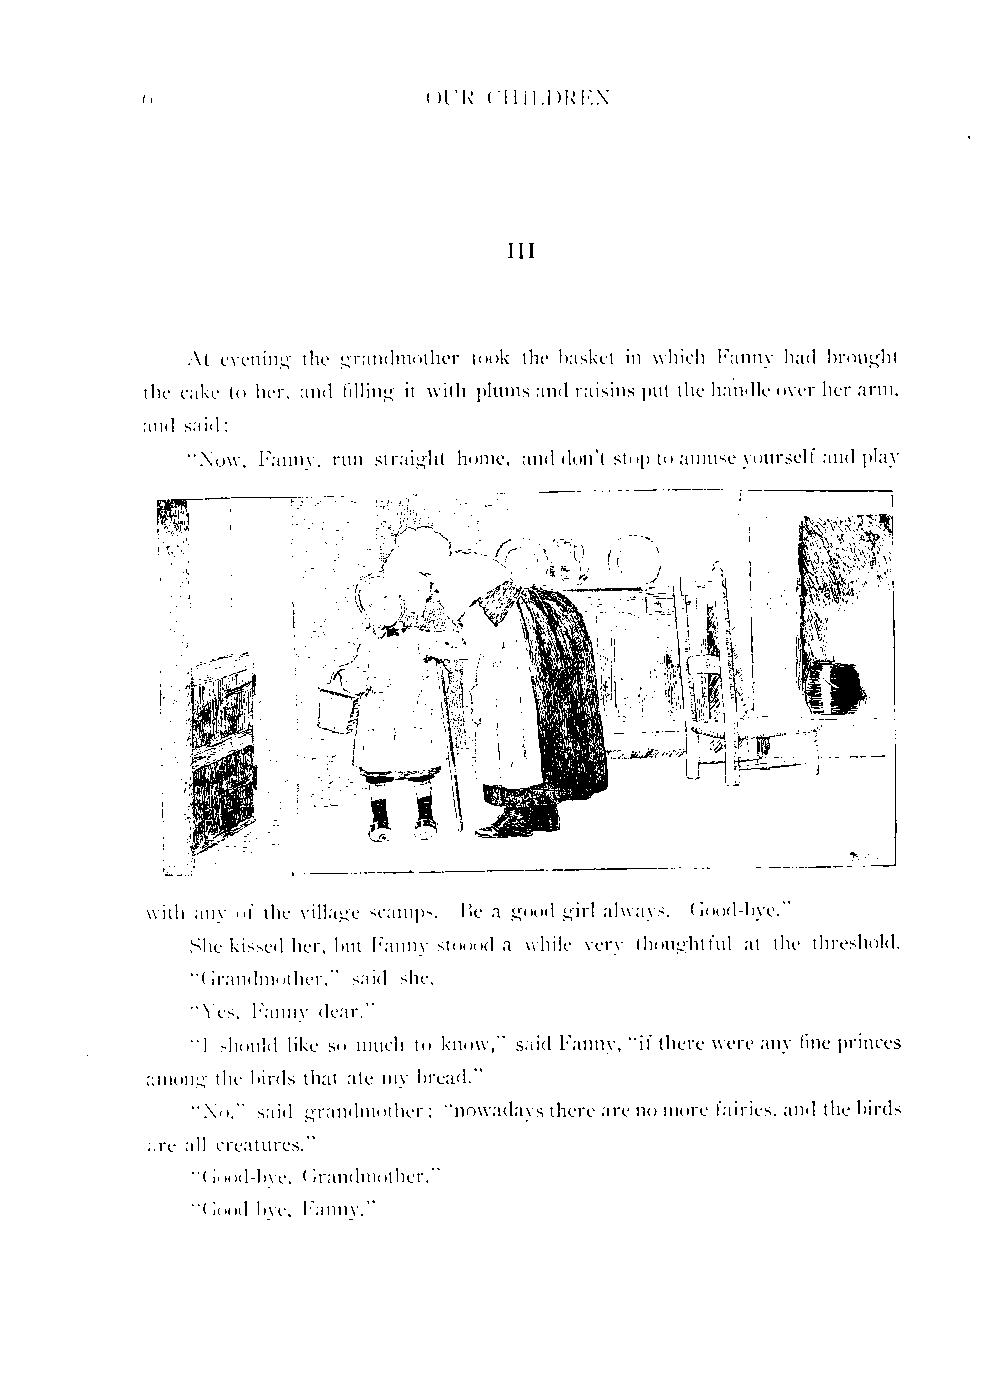 6 OUR CHILDREN
III
At evening the grandmother took the basket in which Fanny had brought
the cake to her, and filling it with plums and raisins put the handle over her arm,
and said:
"Now, Fanny, run straight home, and don't stop to amuse yourself and play
with any of the village scamps. Be a good girl always. Good-bye."
She kissed her, but Fanny stoood a while very thoughtful at the threshold.
"Grandmother," said she.
"Yes, Fanny dear."
"I should like so much to know," said Fanny, "if there were any fine princes
among the birds that ate my bread."
"No," said grandmother; "nowadays there are no more fairies, and the birds
are all creatures."
"Good-bye, Grandmother."
"Good bye, Fanny."